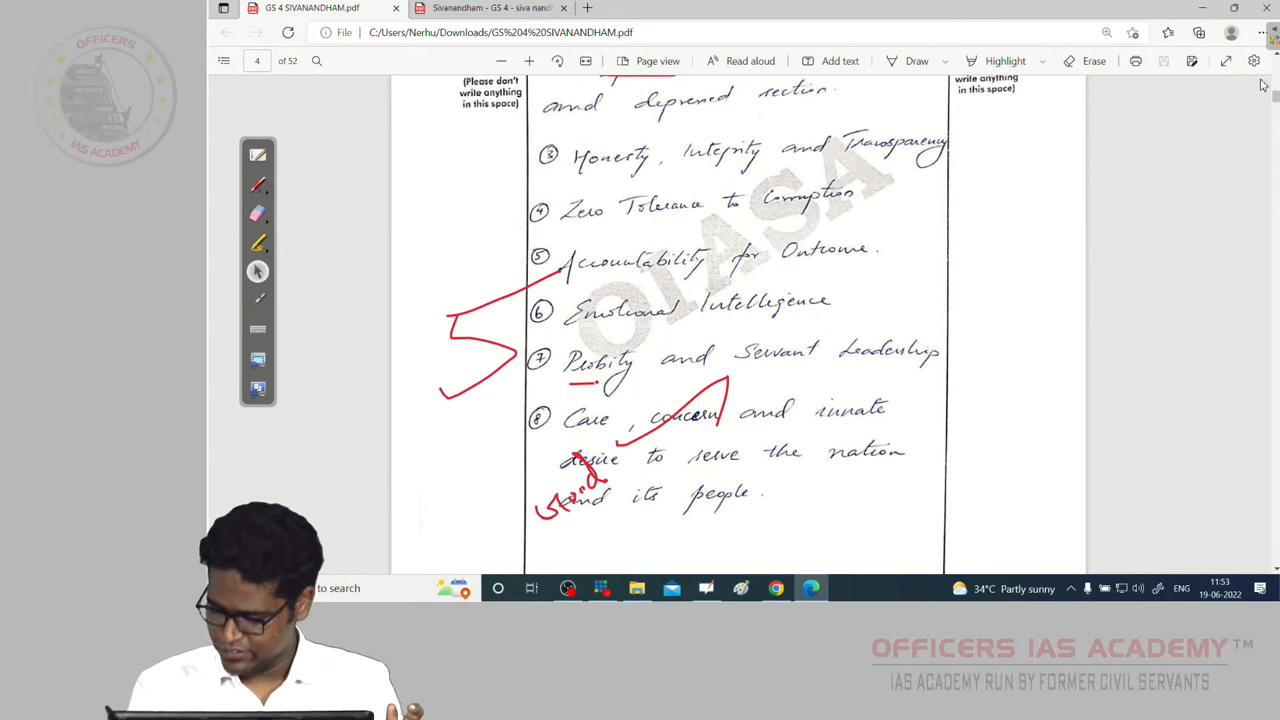 OFFICERS
IAS ACADEMY
GS 4 SIVANANDHAM.pdf
Sivanandham - GS 4 - siva nandh
File
C:/Users/Nerhu/Downloads/GS%204%20SIVANANDHAM.pdf
4 of 52
Page view
Read aloud
Add text
Draw
Highlight
Erase
(Please don't
write anything
in this space)
write anything
in this space)
and depressed section.
③ Honesty, Integrity and Transparency
④ Zero Tolerance to Corruption
⑤ Accountability for Outcome.
⑥ Emotional Intelligence
⑦ Probity and Servant Leadership
⑧ Care, concern and innate
desire to serve the nation
and its people.
OIASA
to search
34°C Partly sunny
ENG
11:53
19-06-2022
OFFICERS IAS ACADEMY™
IAS ACADEMY RUN BY FORMER CIVIL SERVANTS